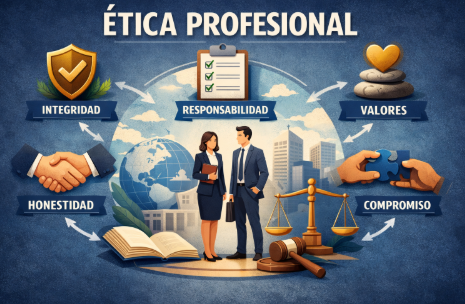 ÉTICA PROFESIONAL
INTEGRIDAD
RESPONSABILIDAD
VALORES
HONESTIDAD
COMPROMISO